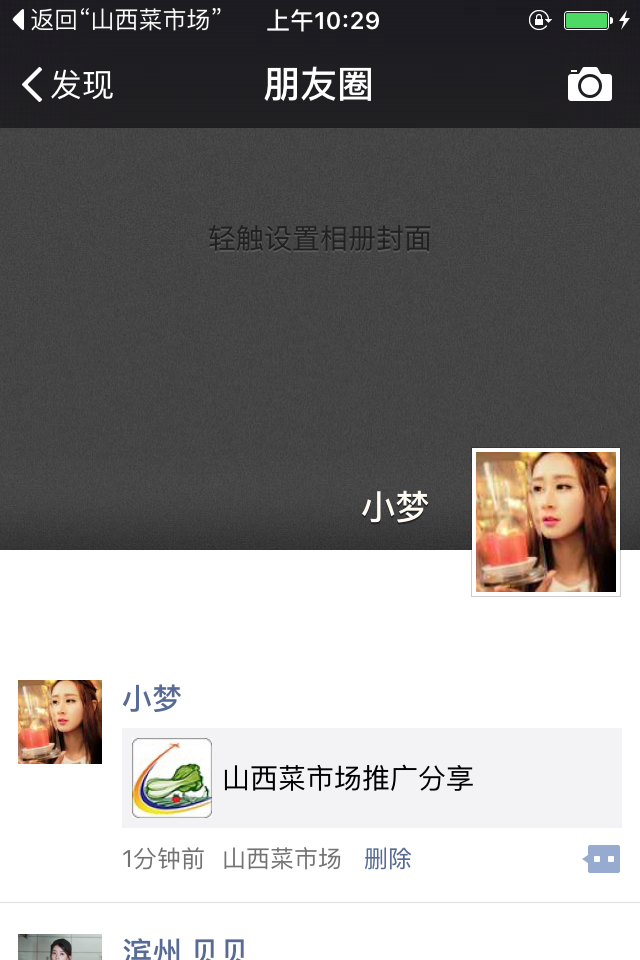 返回“山西菜市场”
上午10:29
发现
朋友圈
轻触设置相册封面
小梦
小梦
山西菜市场推广分享
1分钟前 山西菜市场 删除
滨州 贝贝